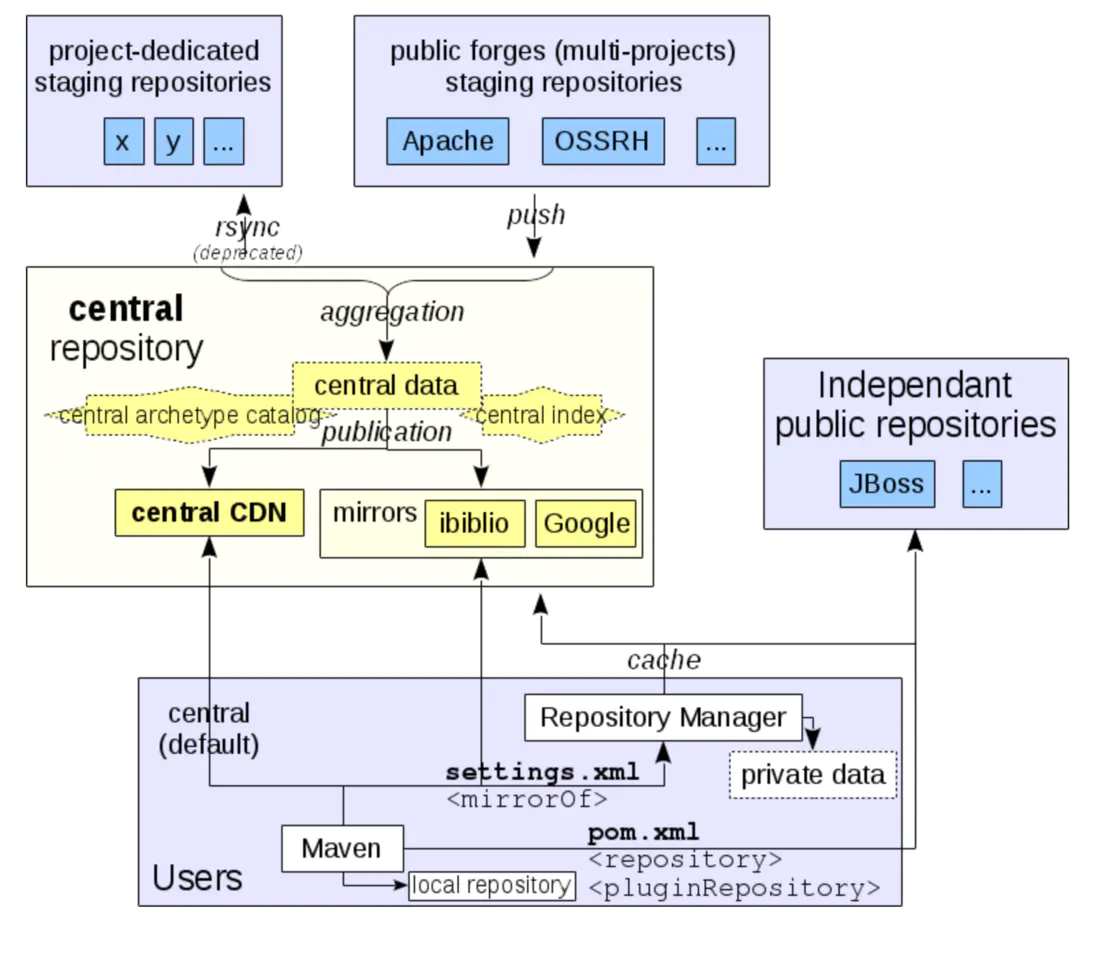 project-dedicated
staging repositories
x
y
...
public forges (multi-projects)
staging repositories
Apache
OSSRH
...
rsync
(deprecated)
push
central
repository
aggregation
central data
central archetype catalog
central index
publication
central CDN
mirrors
ibiblio
Google
Independant
public repositories
JBoss
...
cache
central
(default)
Repository Manager
private data
settings.xml
<mirrorOf>
Maven
pom.xml
<repository>
<pluginRepository>
Users
local repository